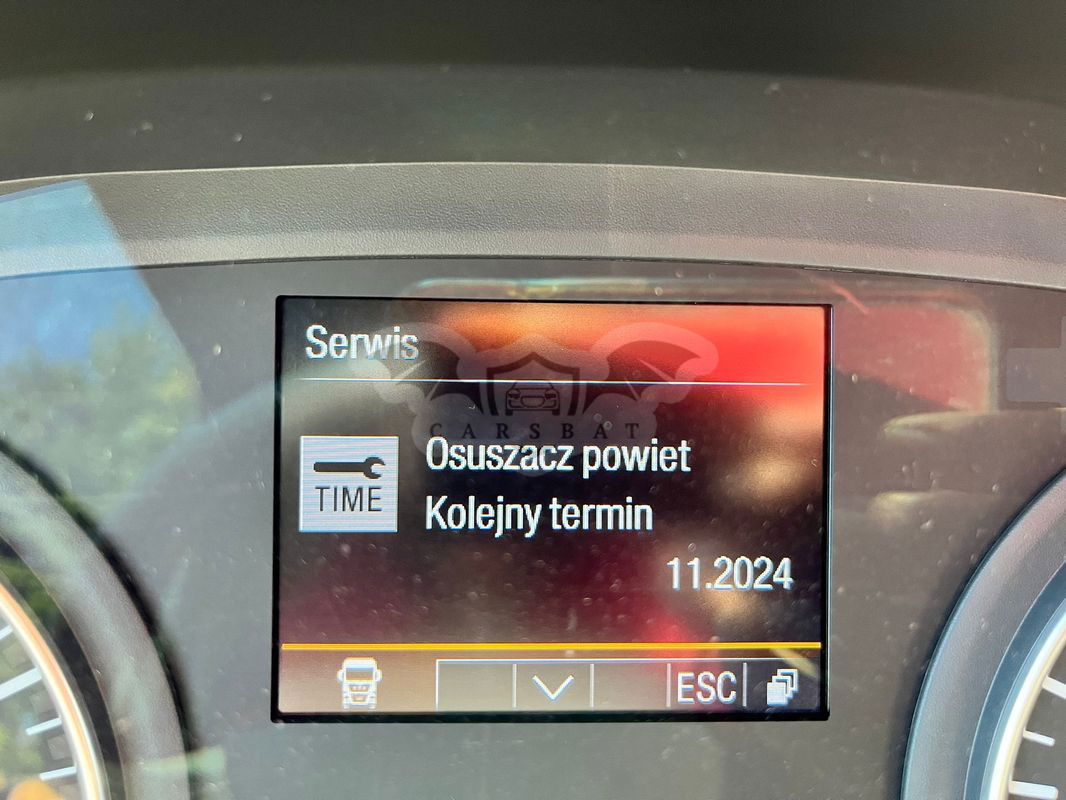 Serwis
CARSBAT
TIME
Osuszacz powiet
Kolejny termin
11.2024
ESC